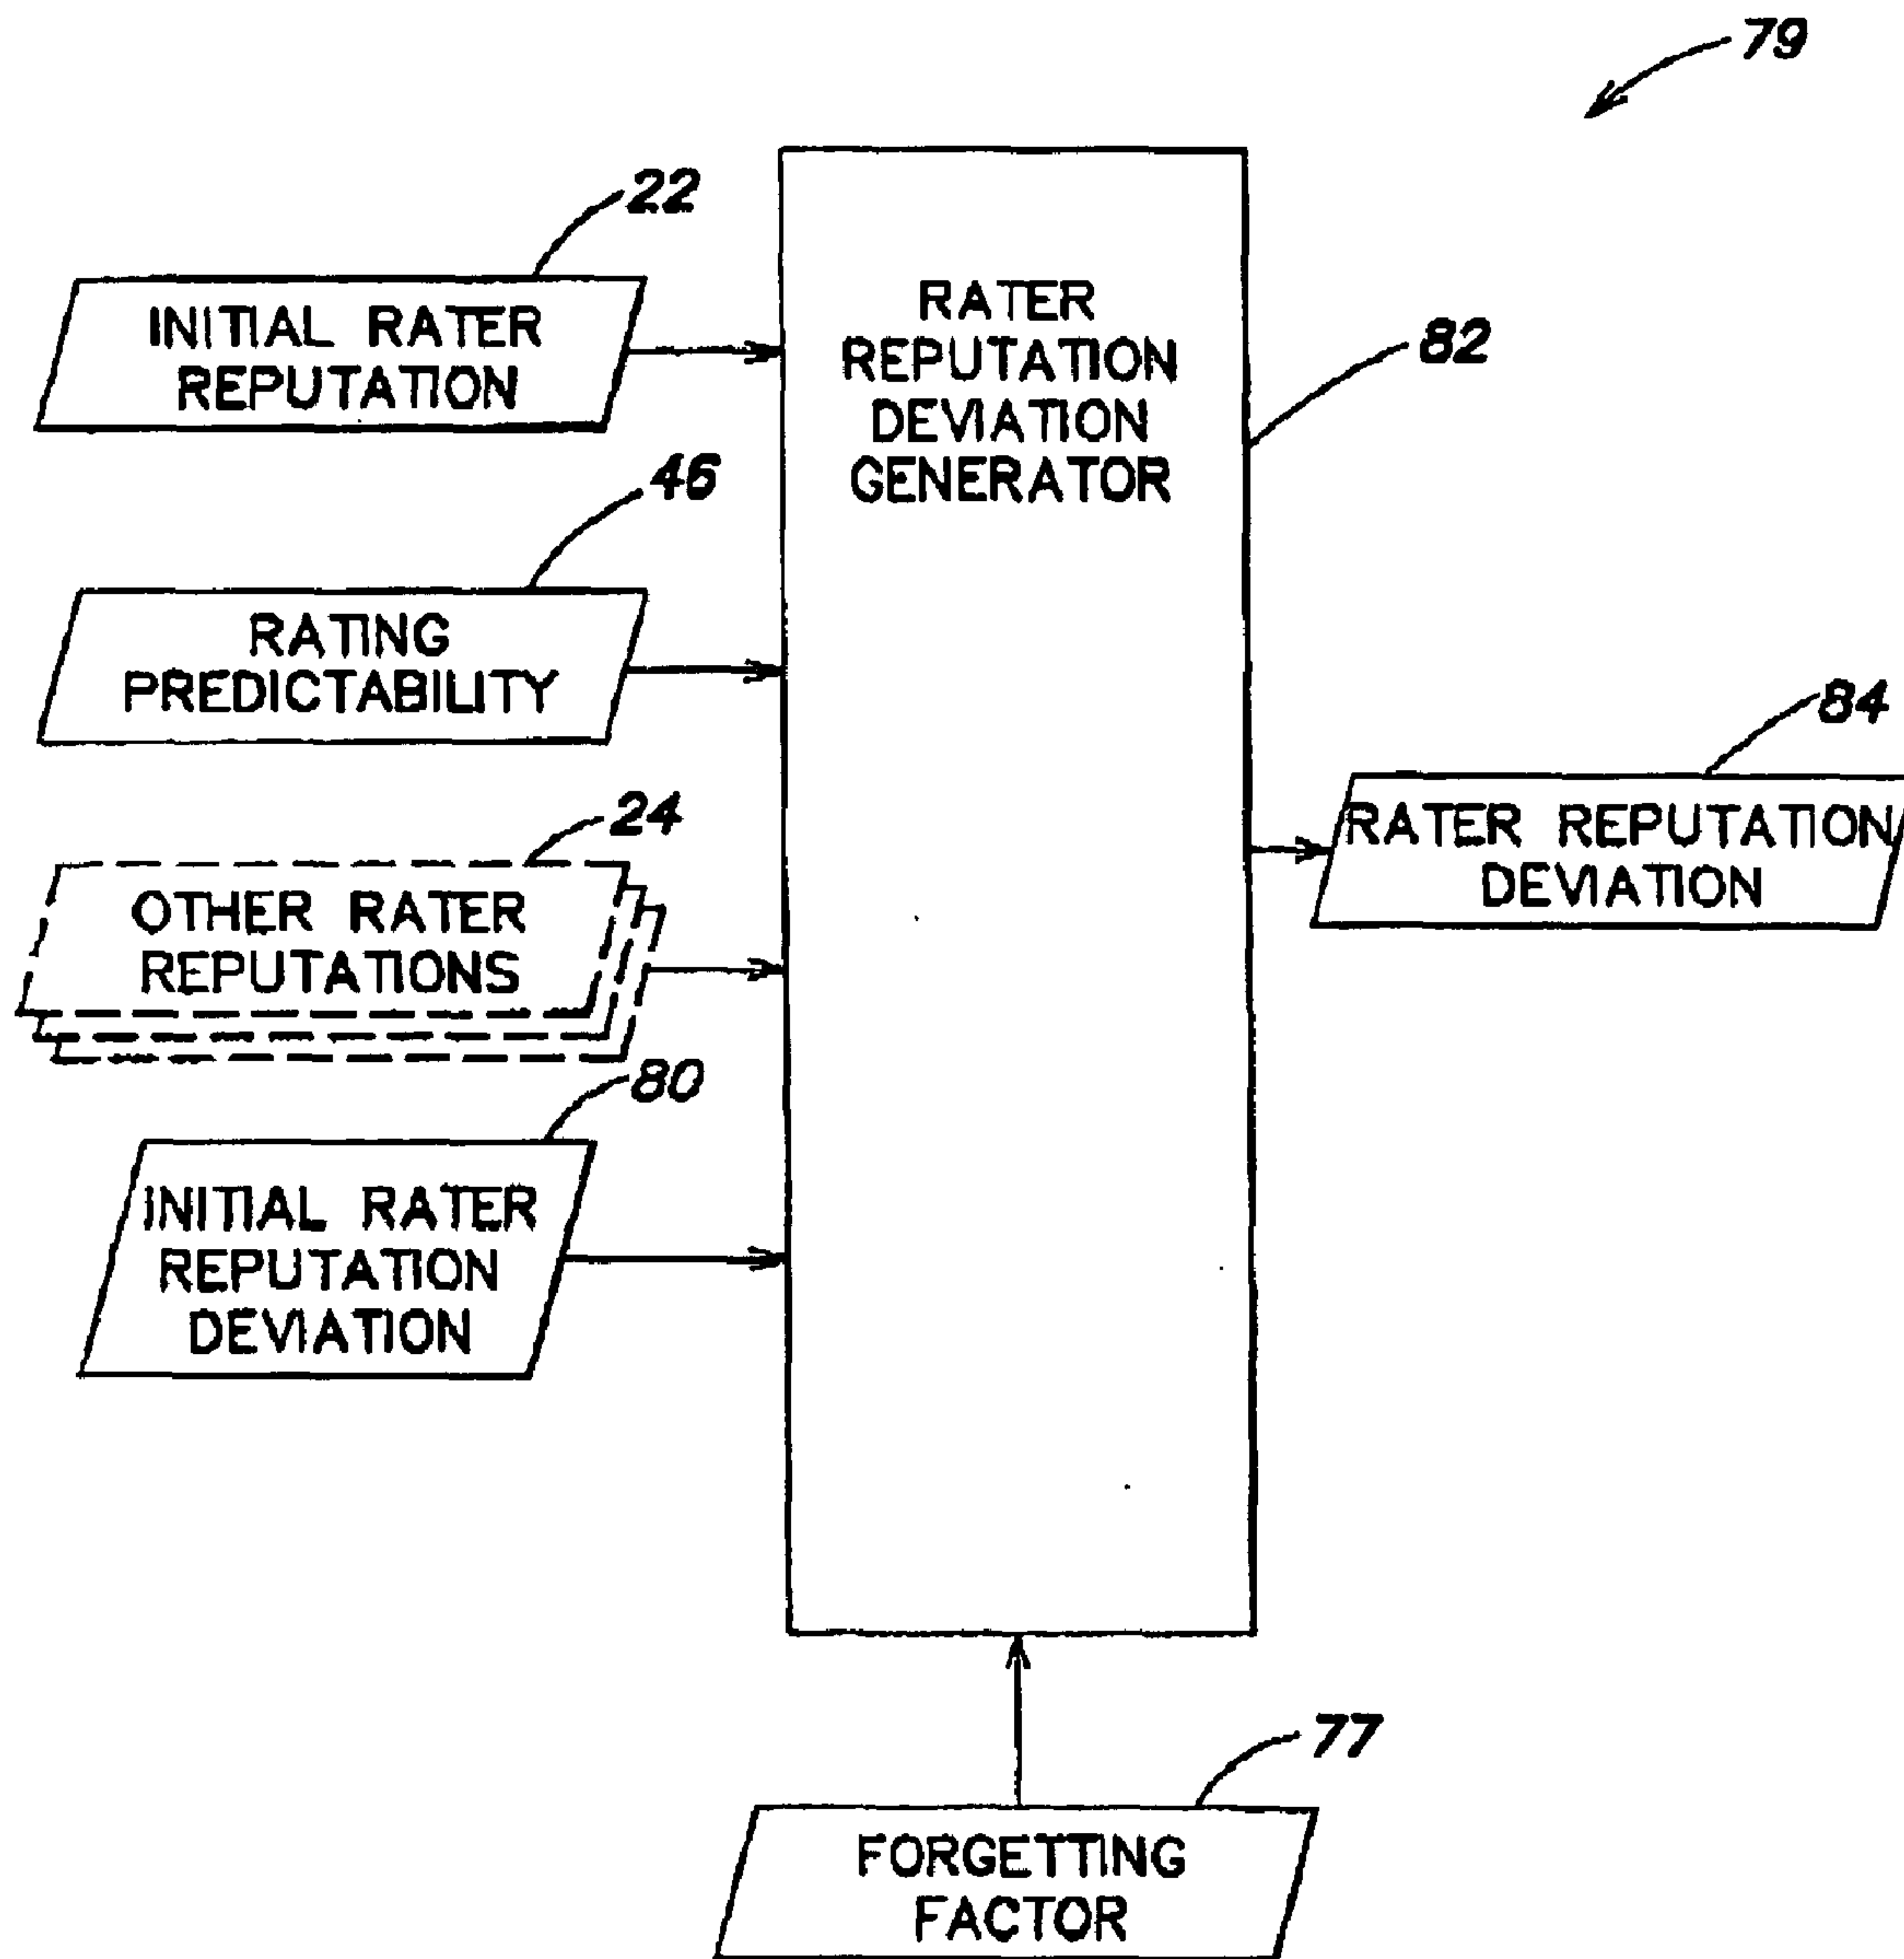 79
22
INITIAL RATER
REPUTATION
RATER
REPUTATION
DEVIATION
GENERATOR
82
46
RATING
PREDICTABILITY
84
RATER REPUTATION
DEVIATION
24
OTHER RATER
REPUTATIONS
80
INITIAL RATER
REPUTATION
DEVIATION
77
FORGETTING
FACTOR